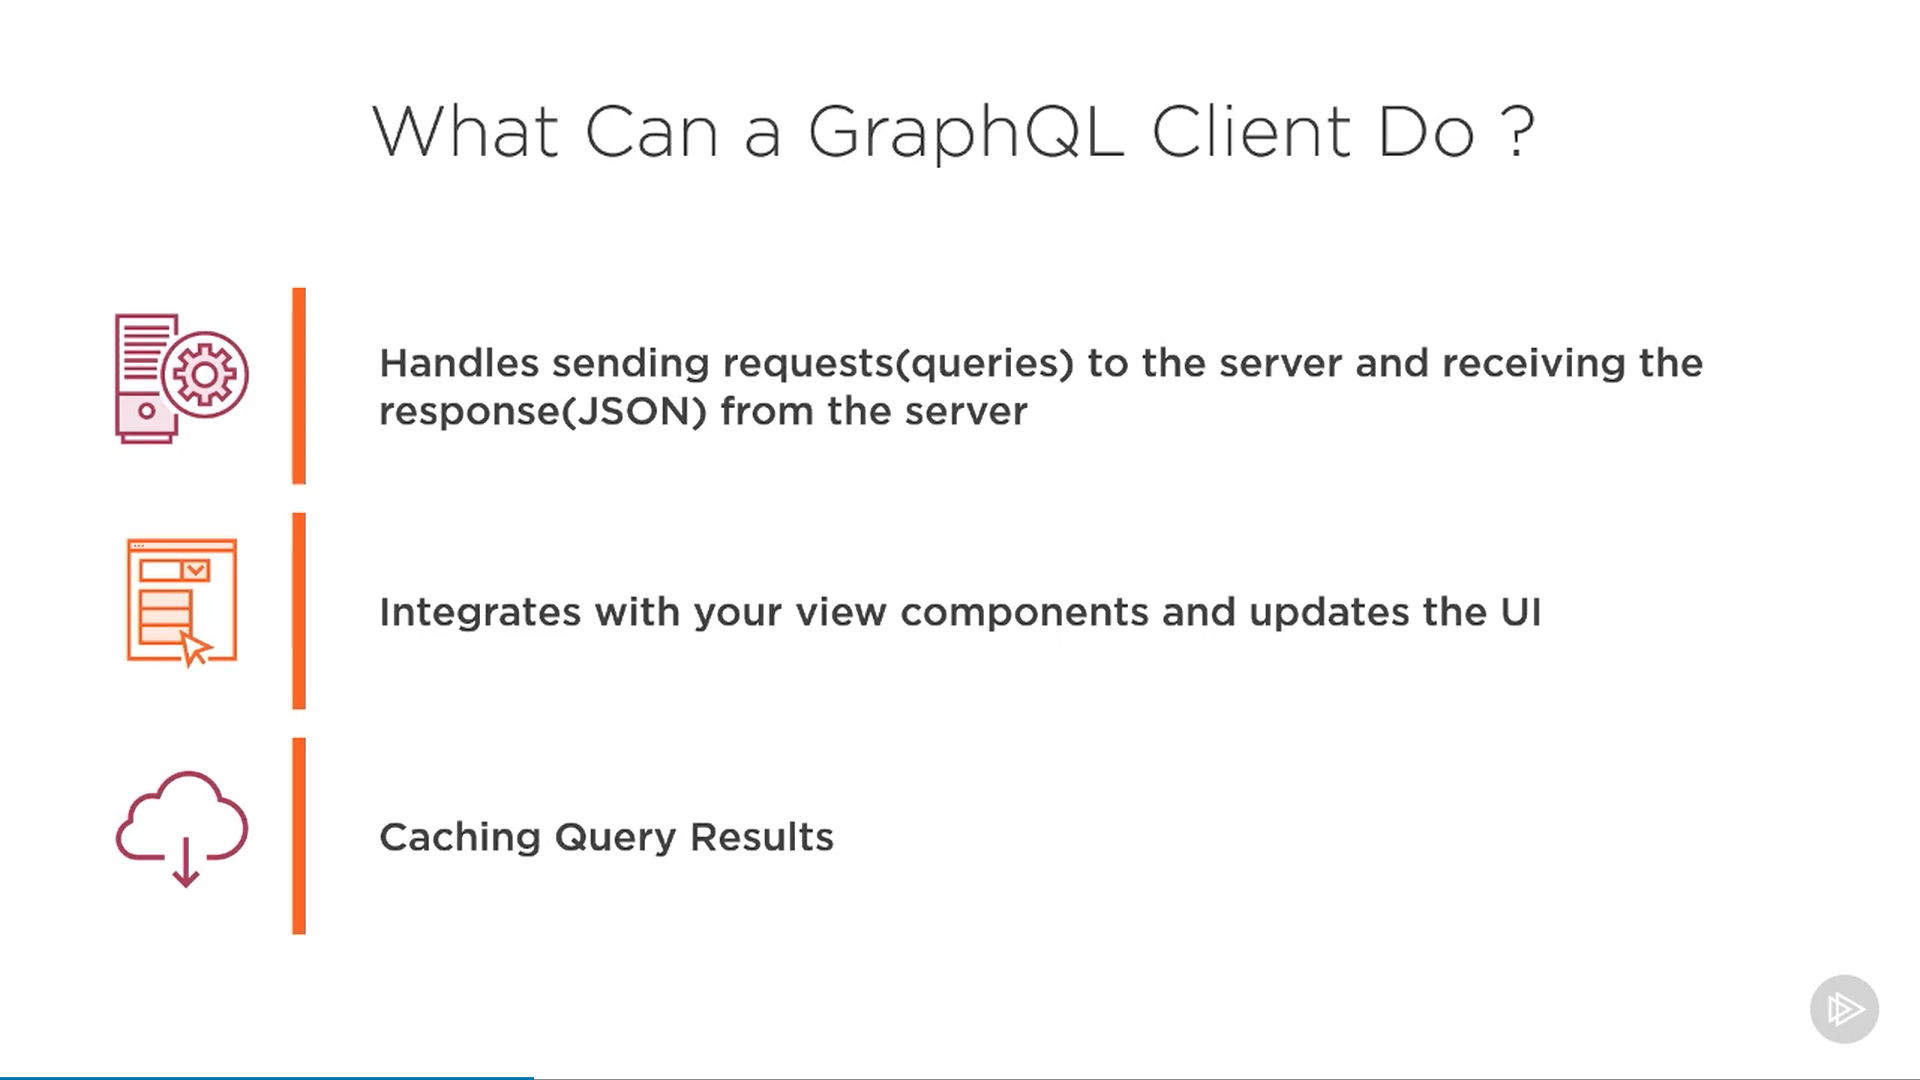 What Can a GraphQL Client Do ?
Handles sending requests(queries) to the server and receiving the
response(JSON) from the server
Integrates with your view components and updates the UI
Caching Query Results